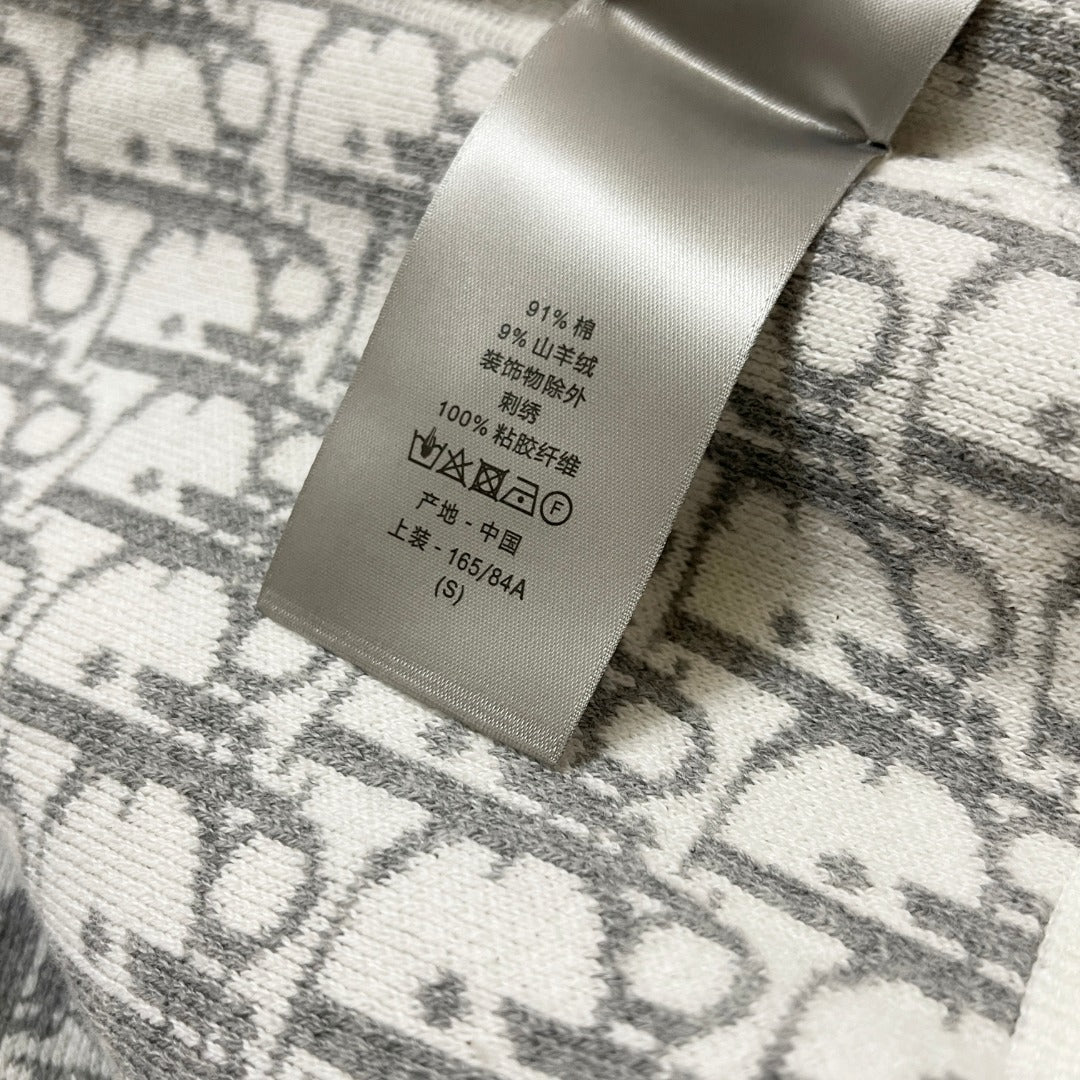 91% 棉
9% 山羊绒
装饰物除外
刺绣
100% 粘胶纤维
F
产地 - 中国
上装 - 165/84A
(S)